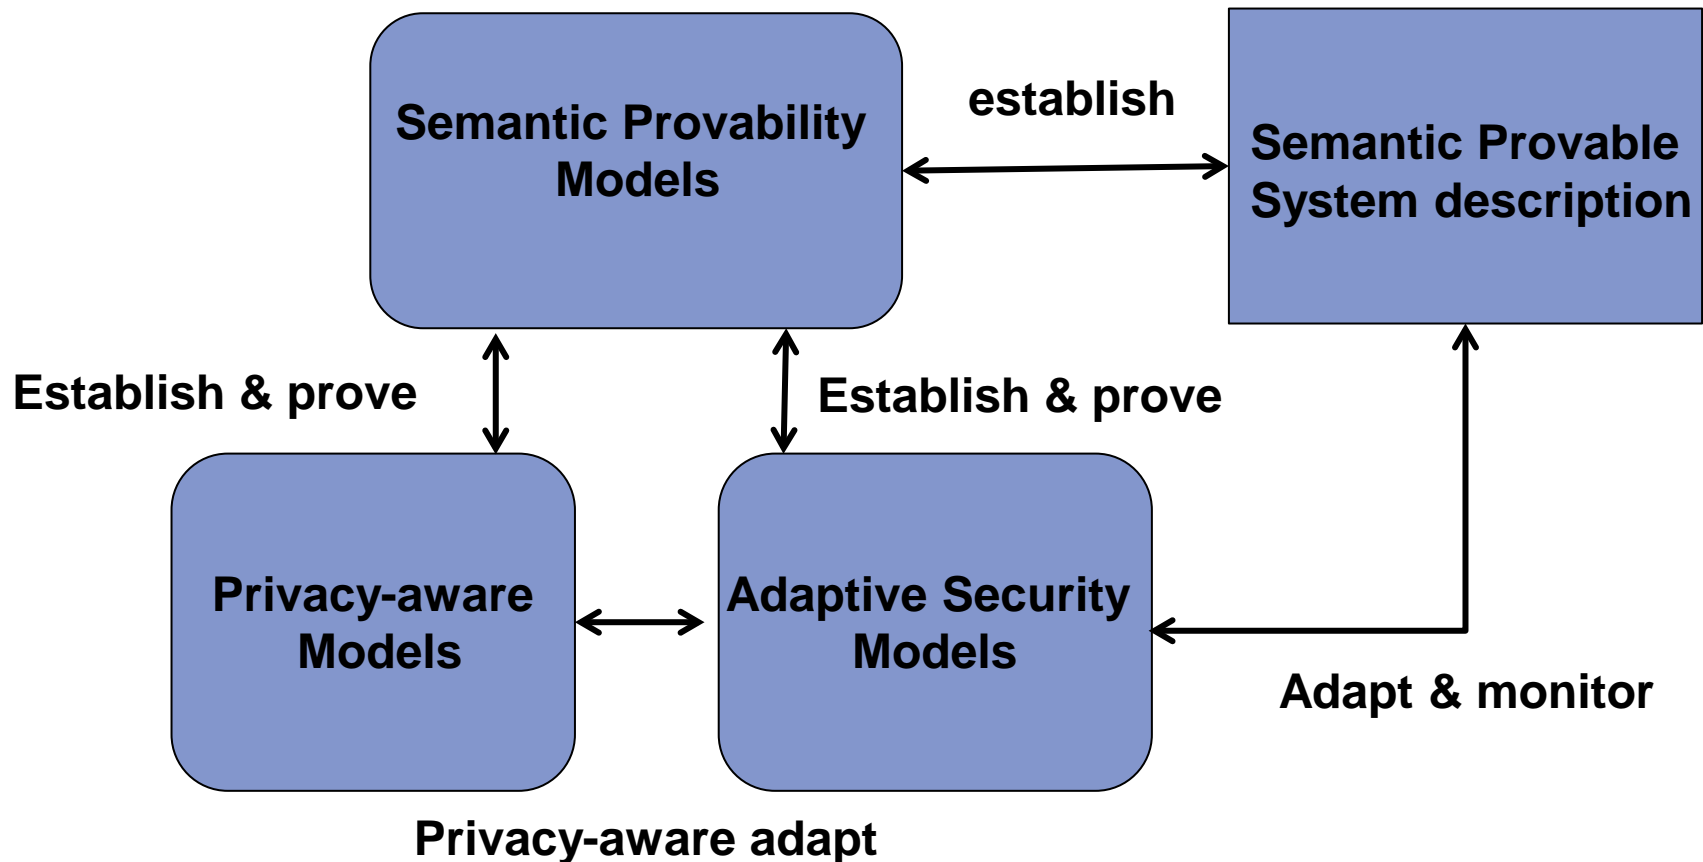 establish
Semantic Provability
Models
Semantic Provable
System description
Establish & prove
Establish & prove
Privacy-aware
Models
Adaptive Security
Models
Adapt & monitor
Privacy-aware adapt